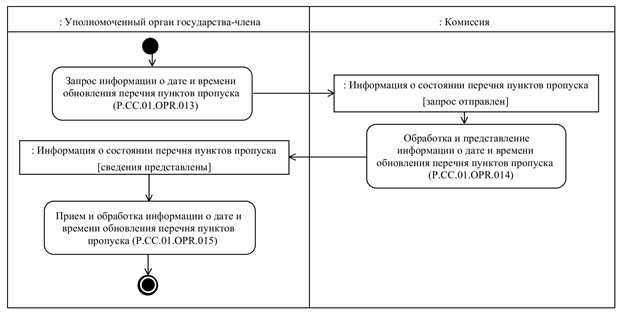 : Уполномоченный орган государства-члена
: Комиссия
Запрос информации о дате и времени
обновления перечня пунктов пропуска
(P.CC.01.OPR.013)
: Информация о состоянии перечня пунктов пропуска
[запрос отправлен]
Обработка и представление
информации о дате и времени
обновления перечня пунктов пропуска
(P.CC.01.OPR.014)
: Информация о состоянии перечня пунктов пропуска
[сведения представлены]
Прием и обработка информации о дате и
времени обновления перечня пунктов
пропуска (P.CC.01.OPR.015)